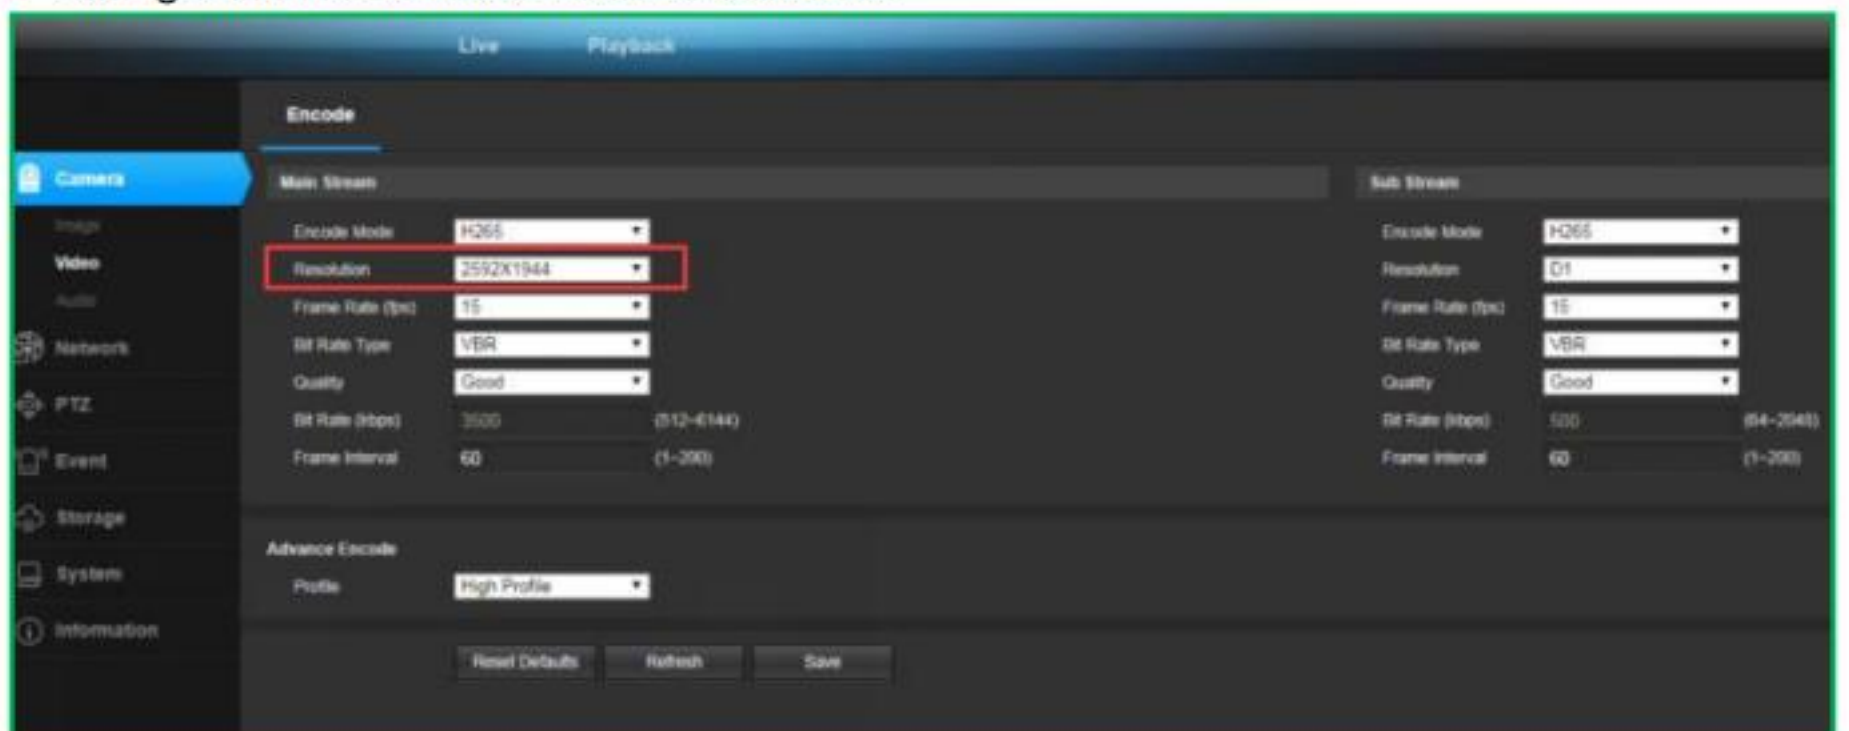 Live Playback
Encode
Camera
Image
Video
Audio
Network
PTZ
Event
Storage
System
Information
Main Stream
Encode Mode H265
Resolution 2592X1944
Frame Rate (fps) 15
Bit Rate Type VBR
Quality Good
Bit Rate (kbps) 3500 (512~6144)
Frame Interval 60 (1~200)
Sub Stream
Encode Mode H265
Resolution D1
Frame Rate (fps) 15
Bit Rate Type VBR
Quality Good
Bit Rate (kbps) 500 (64~2048)
Frame Interval 60 (1~200)
Advance Encode
Profile High Profile
Reset Defaults Refresh Save